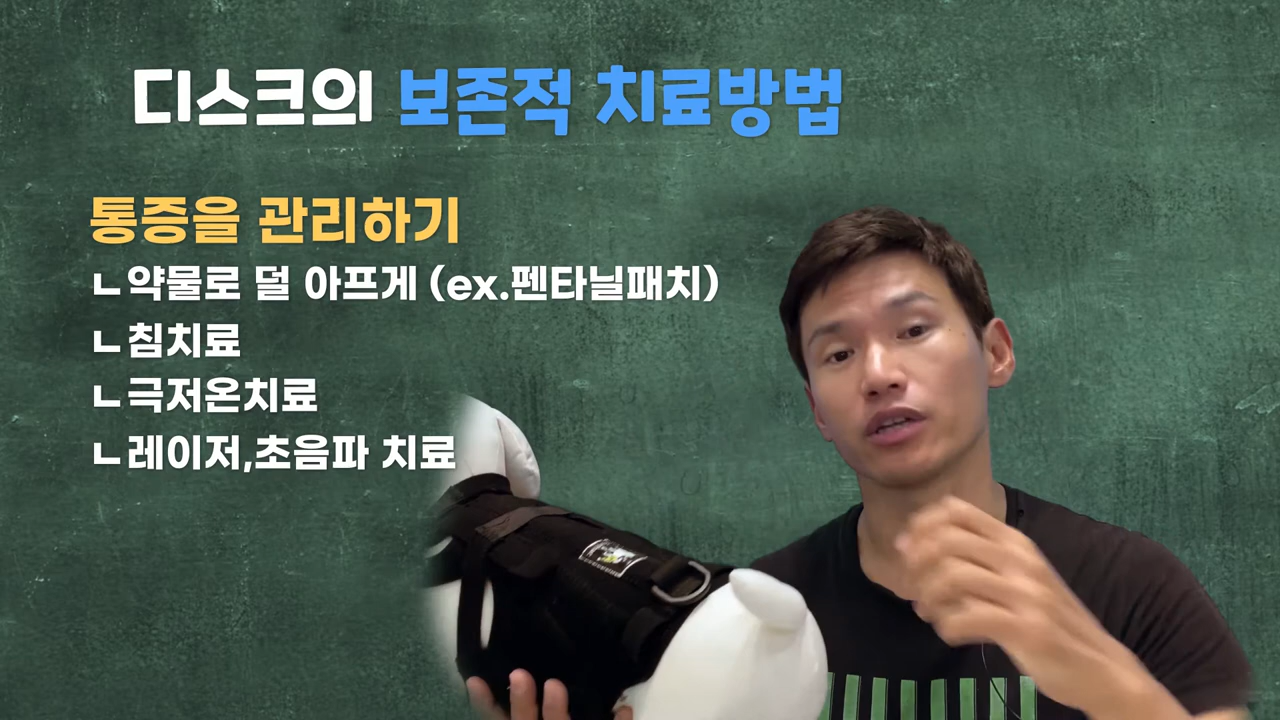 디스크의 보존적 치료방법
통증을 관리하기
ㄴ약물로 덜 아프게 (ex.펜타닐패치)
ㄴ침치료
ㄴ극저온치료
ㄴ레이저,초음파 치료